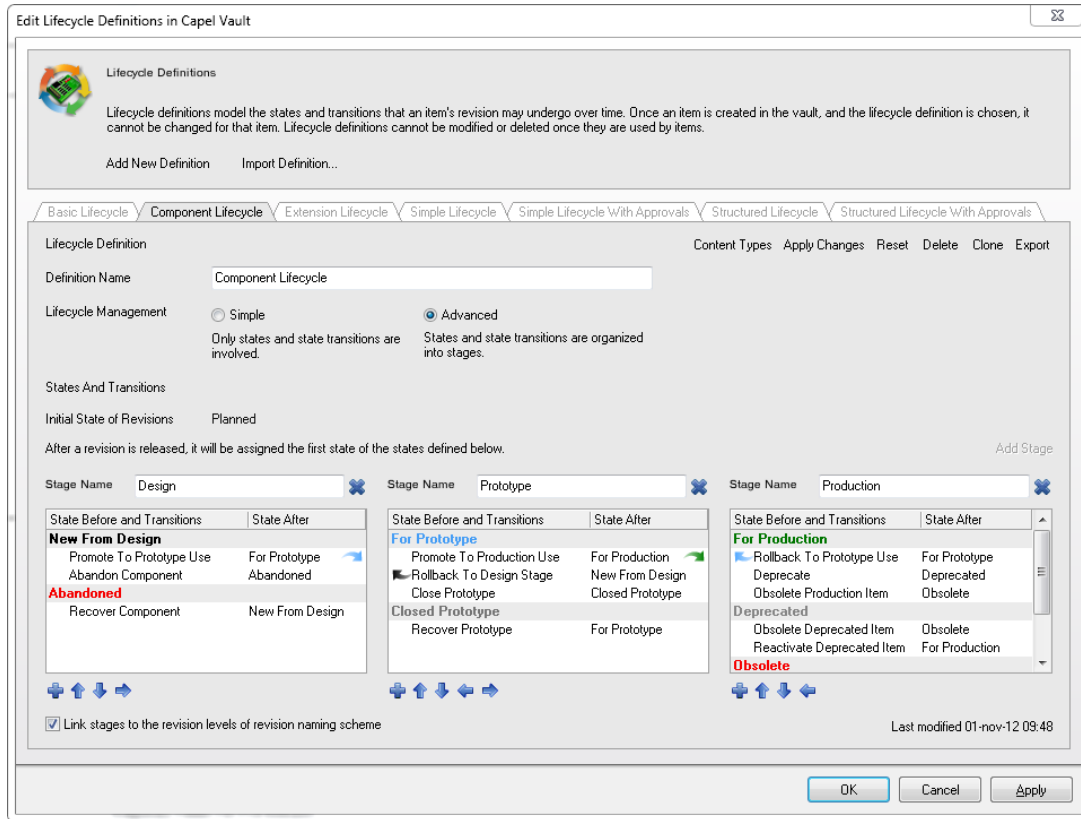 Edit Lifecycle Definitions in Capel Vault
Lifecycle Definitions
Lifecycle definitions model the states and transitions that an item's revision may undergo over time. Once an item is created in the vault, and the lifecycle definition is chosen, it
cannot be changed for that item. Lifecycle definitions cannot be modified or deleted once they are used by items.
Add New Definition Import Definition...
Basic Lifecycle Component Lifecycle Extension Lifecycle Simple Lifecycle Simple Lifecycle With Approvals Structured Lifecycle Structured Lifecycle With Approvals
Lifecycle Definition Content Types Apply Changes Reset Delete Clone Export
Definition Name Component Lifecycle
Lifecycle Management Simple Advanced
Only states and state transitions are States and state transitions are organized
involved. into stages.
States And Transitions
Initial State of Revisions Planned
After a revision is released, it will be assigned the first state of the states defined below. Add Stage
Stage Name Design Stage Name Prototype Stage Name Production
State Before and Transitions State After State Before and Transitions State After State Before and Transitions State After
New From Design For Prototype For Production
Promote To Prototype Use For Prototype Promote To Production Use For Production Rollback To Prototype Use For Prototype
Abandon Component Abandoned Rollback To Design Stage New From Design Deprecate Deprecated
Close Prototype Closed Prototype Obsolete Production Item Obsolete
Abandoned Closed Prototype Deprecated
Recover Component New From Design Recover Prototype For Prototype Obsolete Deprecated Item Obsolete
Reactivate Deprecated Item For Production
Obsolete
Link stages to the revision levels of revision naming scheme Last modified 01-nov-12 09:48
OK Cancel Apply